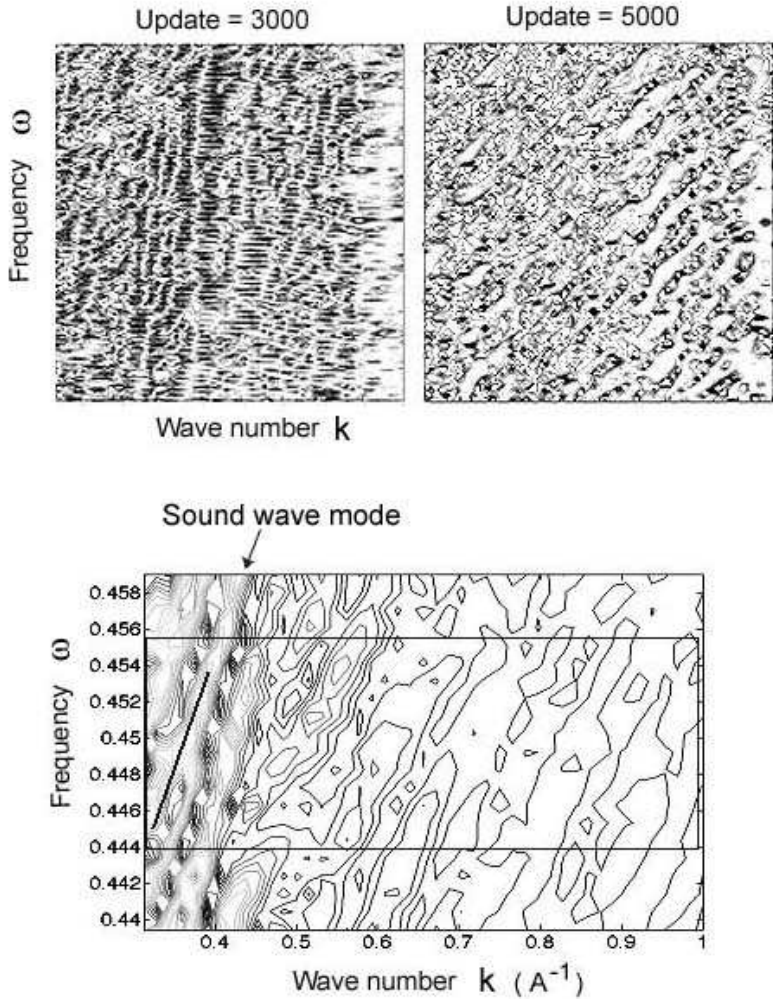 Update = 3000
Update = 5000
Frequency ω
Wave number k
Sound wave mode
0.458
0.456
0.454
0.452
0.45
0.448
0.446
0.444
0.442
0.44
Frequency ω
0.4
0.5
0.6
0.7
0.8
0.9
1
Wave number k (A⁻¹)